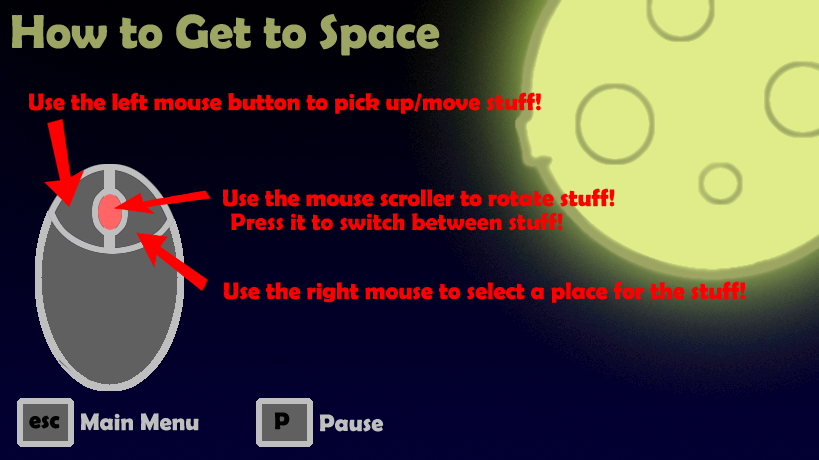 How to Get to Space
Use the left mouse button to pick up/move stuff!
Use the mouse scroller to rotate stuff!
Press it to switch between stuff!
Use the right mouse to select a place for the stuff!
esc Main Menu
P Pause